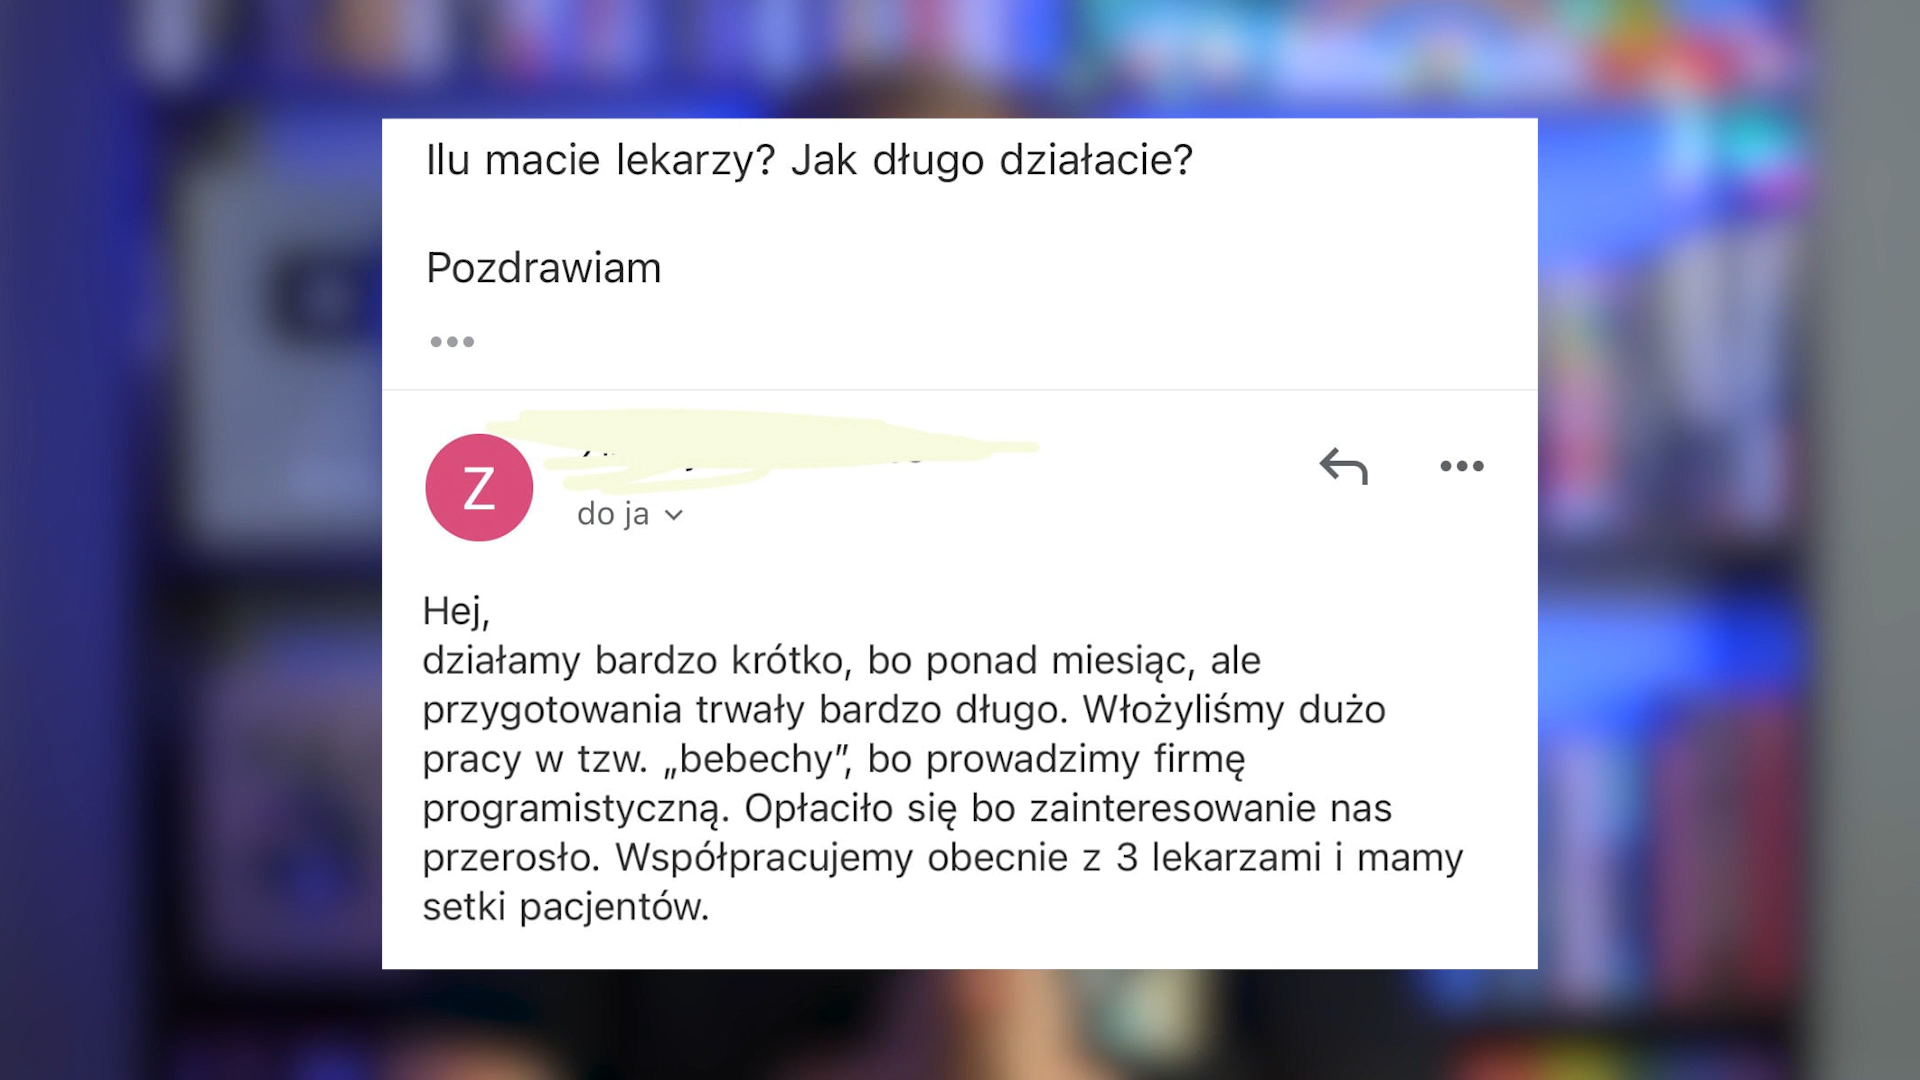 Ilu macie lekarzy? Jak długo działacie?
Pozdrawiam
Z
do ja
Hej,
działamy bardzo krótko, bo ponad miesiąc, ale
przygotowania trwały bardzo długo. Włożyliśmy dużo
pracy w tzw. „bebechy”, bo prowadzimy firmę
programistyczną. Opłaciło się bo zainteresowanie nas
przerosło. Współpracujemy obecnie z 3 lekarzami i mamy
setki pacjentów.